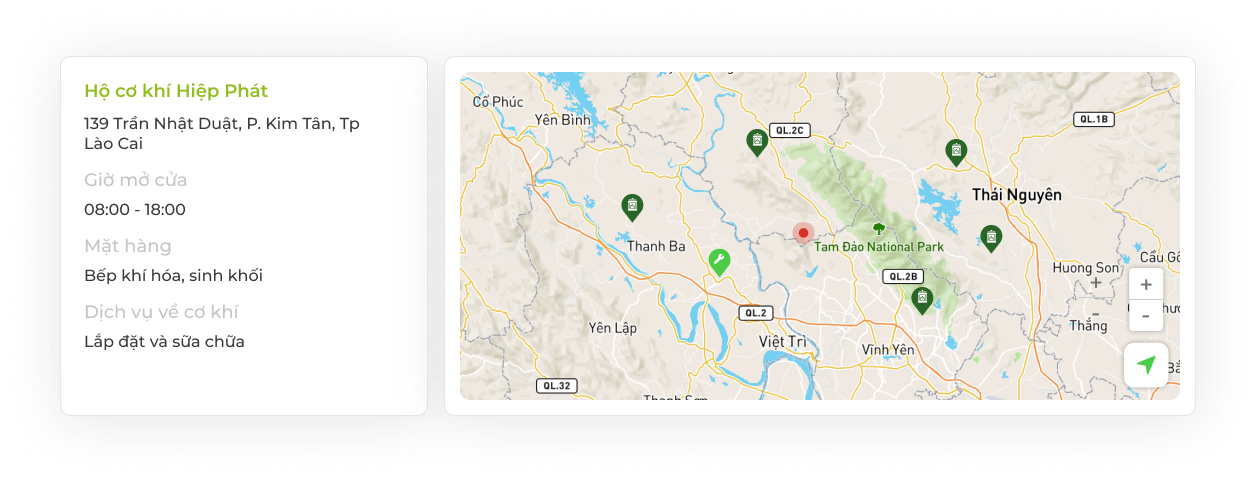 Hộ cơ khí Hiệp Phát
139 Trần Nhật Duật, P. Kim Tân, Tp
Lào Cai
Giờ mở cửa
08:00 - 18:00
Mặt hàng
Bếp khí hóa, sinh khối
Dịch vụ về cơ khí
Lắp đặt và sữa chữa
Cổ Phúc
Yên Bình
QL.2C
QL.1B
Thái Nguyên
Thanh Ba
Tam Đảo National Park
Huong Son
Cầu Gồ
QL.2B
+
+
-
-
QL.2
Thắng
Yên Lập
Việt Trì
Vĩnh Yên
QL.32
Thanh Sơn